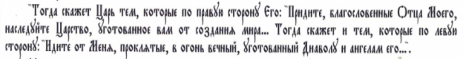 "Тогда скажет Царь тем, которые по правую сторону Его: "Придите, благословенные Отца Моего,
наследуйте Царство, уготованное вам от создания мира... Тогда скажет и тем, которые по левую
сторону: "Идите от Меня, проклятые, в огонь вечный, уготованный Диаволу и ангелам его...".